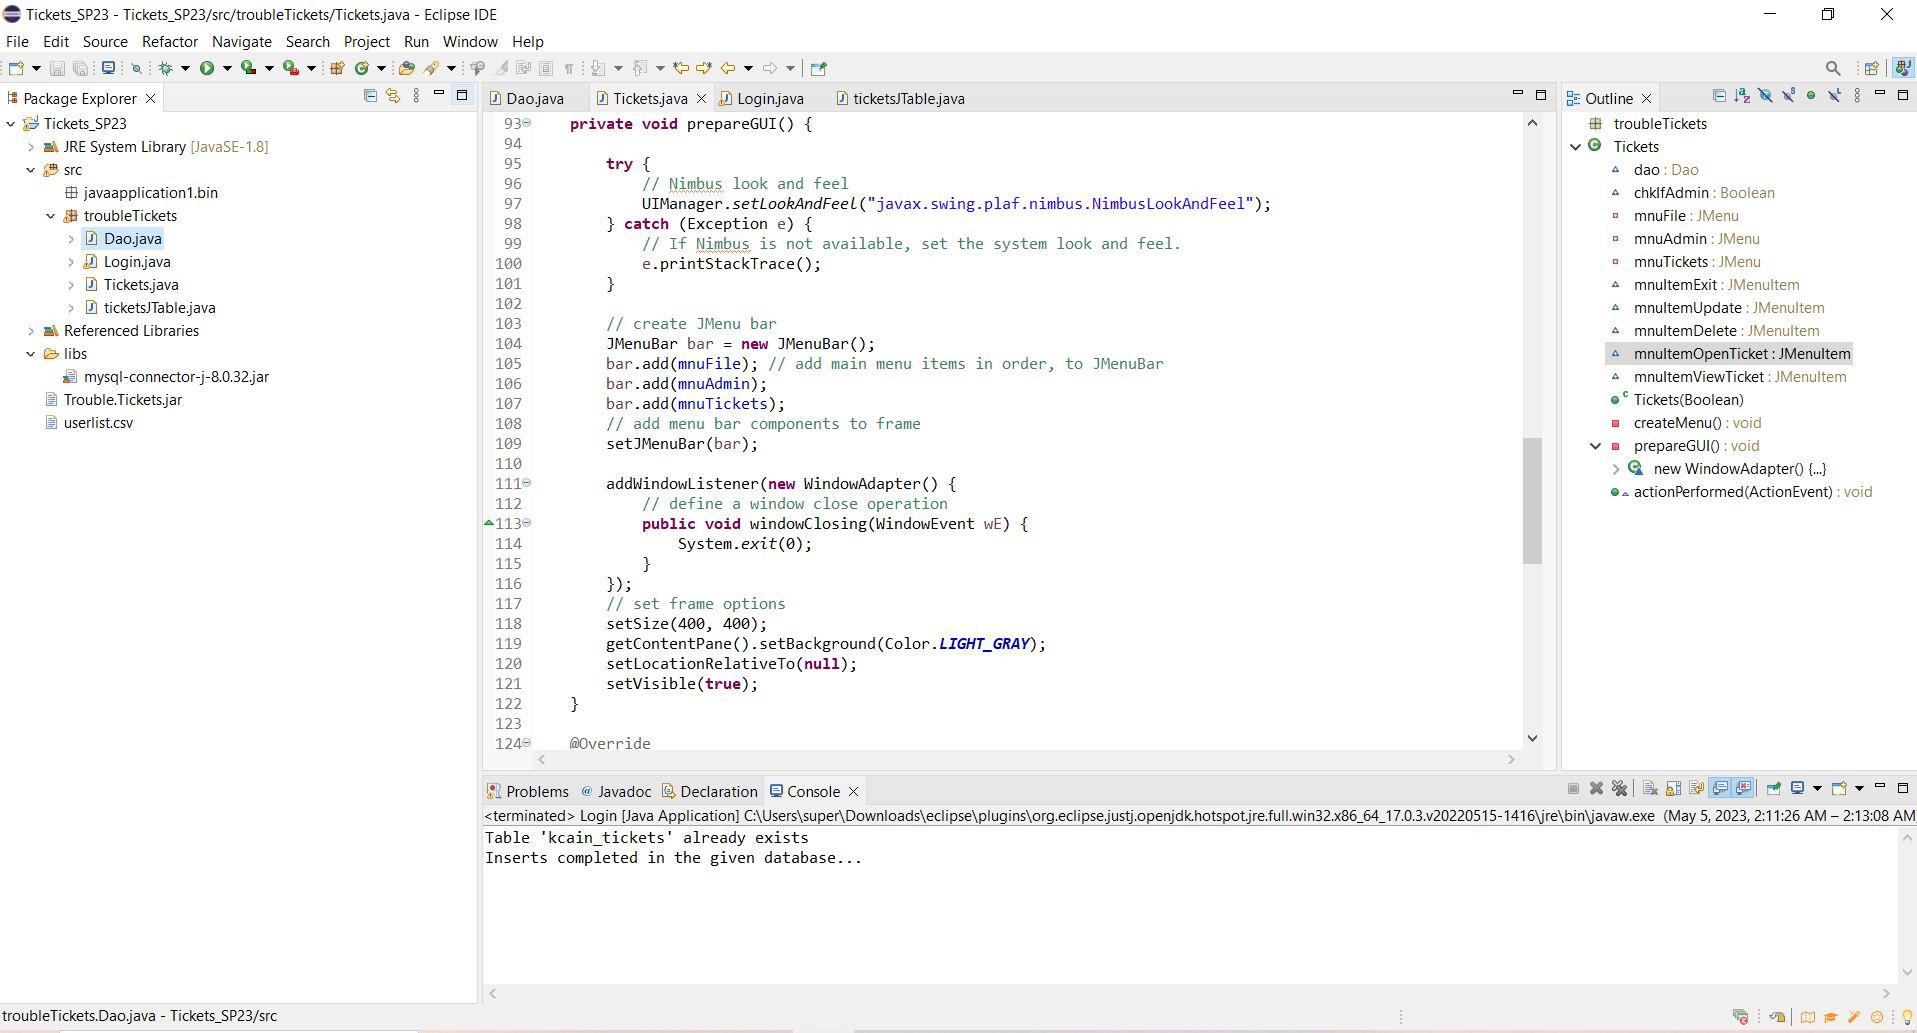 Tickets_SP23 - Tickets_SP23/src/troubleTickets/Tickets.java - Eclipse IDE
File Edit Source Refactor Navigate Search Project Run Window Help
Package Explorer
Tickets_SP23
JRE System Library [JavaSE-1.8]
src
javaapplication1.bin
troubleTickets
Dao.java
Login.java
Tickets.java
ticketsJTable.java
Referenced Libraries
libs
mysql-connector-j-8.0.32.jar
Trouble.Tickets.jar
userlist.csv
Dao.java Tickets.java Login.java ticketsJTable.java
93 private void prepareGUI() {
94
95 try {
96 // Nimbus look and feel
97 UIManager.setLookAndFeel("javax.swing.plaf.nimbus.NimbusLookAndFeel");
98 } catch (Exception e) {
99 // If Nimbus is not available, set the system look and feel.
100 e.printStackTrace();
101 }
102
103 // create JMenu bar
104 JMenuBar bar = new JMenuBar();
105 bar.add(mnuFile); // add main menu items in order, to JMenuBar
106 bar.add(mnuAdmin);
107 bar.add(mnuTickets);
108 // add menu bar components to frame
109 setJMenuBar(bar);
110
111 addWindowListener(new WindowAdapter() {
112 // define a window close operation
113 public void windowClosing(WindowEvent wE) {
114 System.exit(0);
115 }
116 });
117 // set frame options
118 setSize(400, 400);
119 getContentPane().setBackground(Color.LIGHT_GRAY);
120 setLocationRelativeTo(null);
121 setVisible(true);
122 }
123
124 @Override
Outline
troubleTickets
Tickets
dao : Dao
chkIfAdmin : Boolean
mnuFile : JMenu
mnuAdmin : JMenu
mnuTickets : JMenu
mnuItemExit : JMenuItem
mnuItemUpdate : JMenuItem
mnuItemDelete : JMenuItem
mnuItemOpenTicket : JMenuItem
mnuItemViewTicket : JMenuItem
Tickets(Boolean)
createMenu() : void
prepareGUI() : void
new WindowAdapter() {...}
actionPerformed(ActionEvent) : void
Problems @ Javadoc Declaration Console
<terminated> Login [Java Application] C:\Users\super\Downloads\eclipse\plugins\org.eclipse.justj.openjdk.hotspot.jre.full.win32.x86_64_17.0.3.v20220515-1416\jre\bin\javaw.exe (May 5, 2023, 2:11:26 AM – 2:13:08 AM
Table 'kcain_tickets' already exists
Inserts completed in the given database...
troubleTickets.Dao.java - Tickets_SP23/src